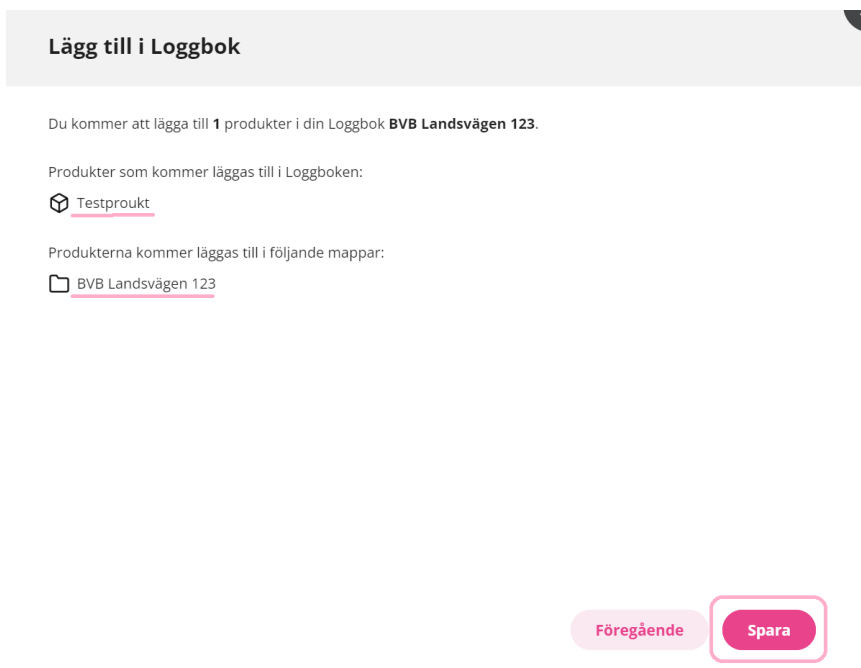 Lägg till i Loggbok
Du kommer att lägga till 1 produkter i din Loggbok BVB Landsvägen 123.
Produkter som kommer läggas till i Loggboken:
Testproukt
Produkterna kommer läggas till i följande mappar:
BVB Landsvägen 123
Föregående
Spara